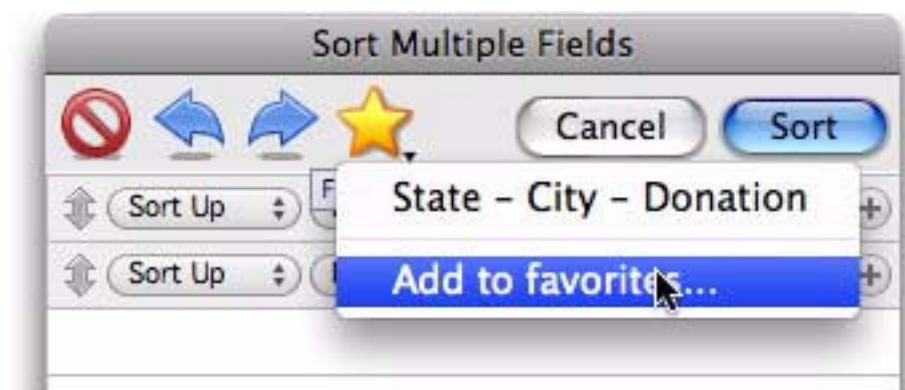 Sort Multiple Fields
Cancel Sort
State – City – Donation
Sort Up
Sort Up
Add to favorites...